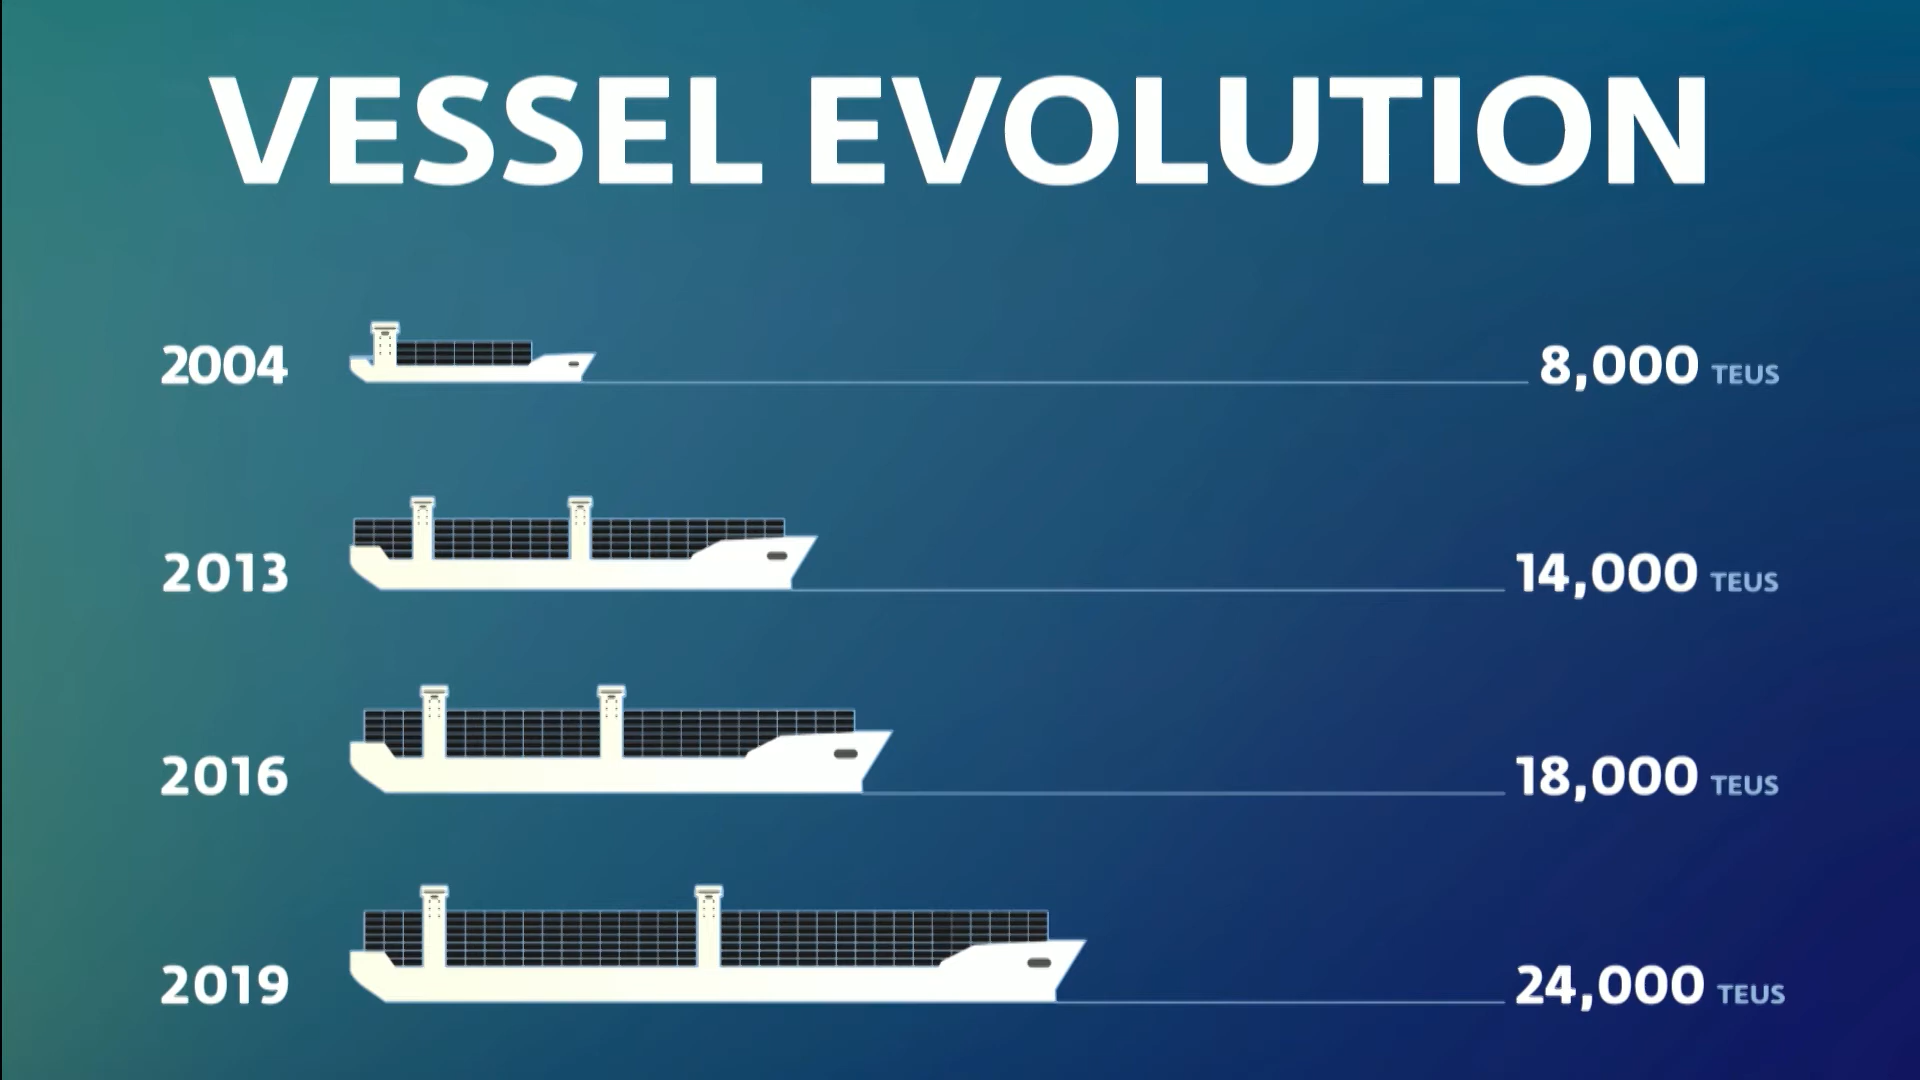 VESSEL EVOLUTION
2004 8,000 TEUS
2013 14,000 TEUS
2016 18,000 TEUS
2019 24,000 TEUS